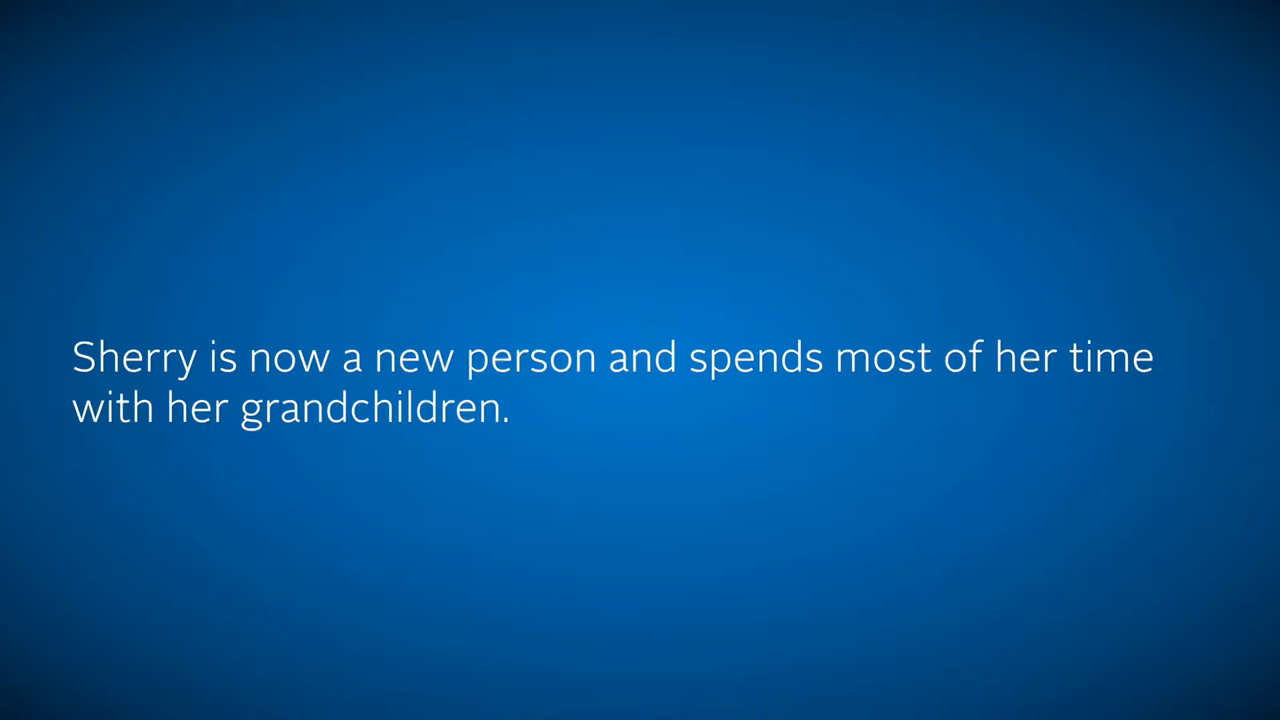 Sherry is now a new person and spends most of her time
with her grandchildren.